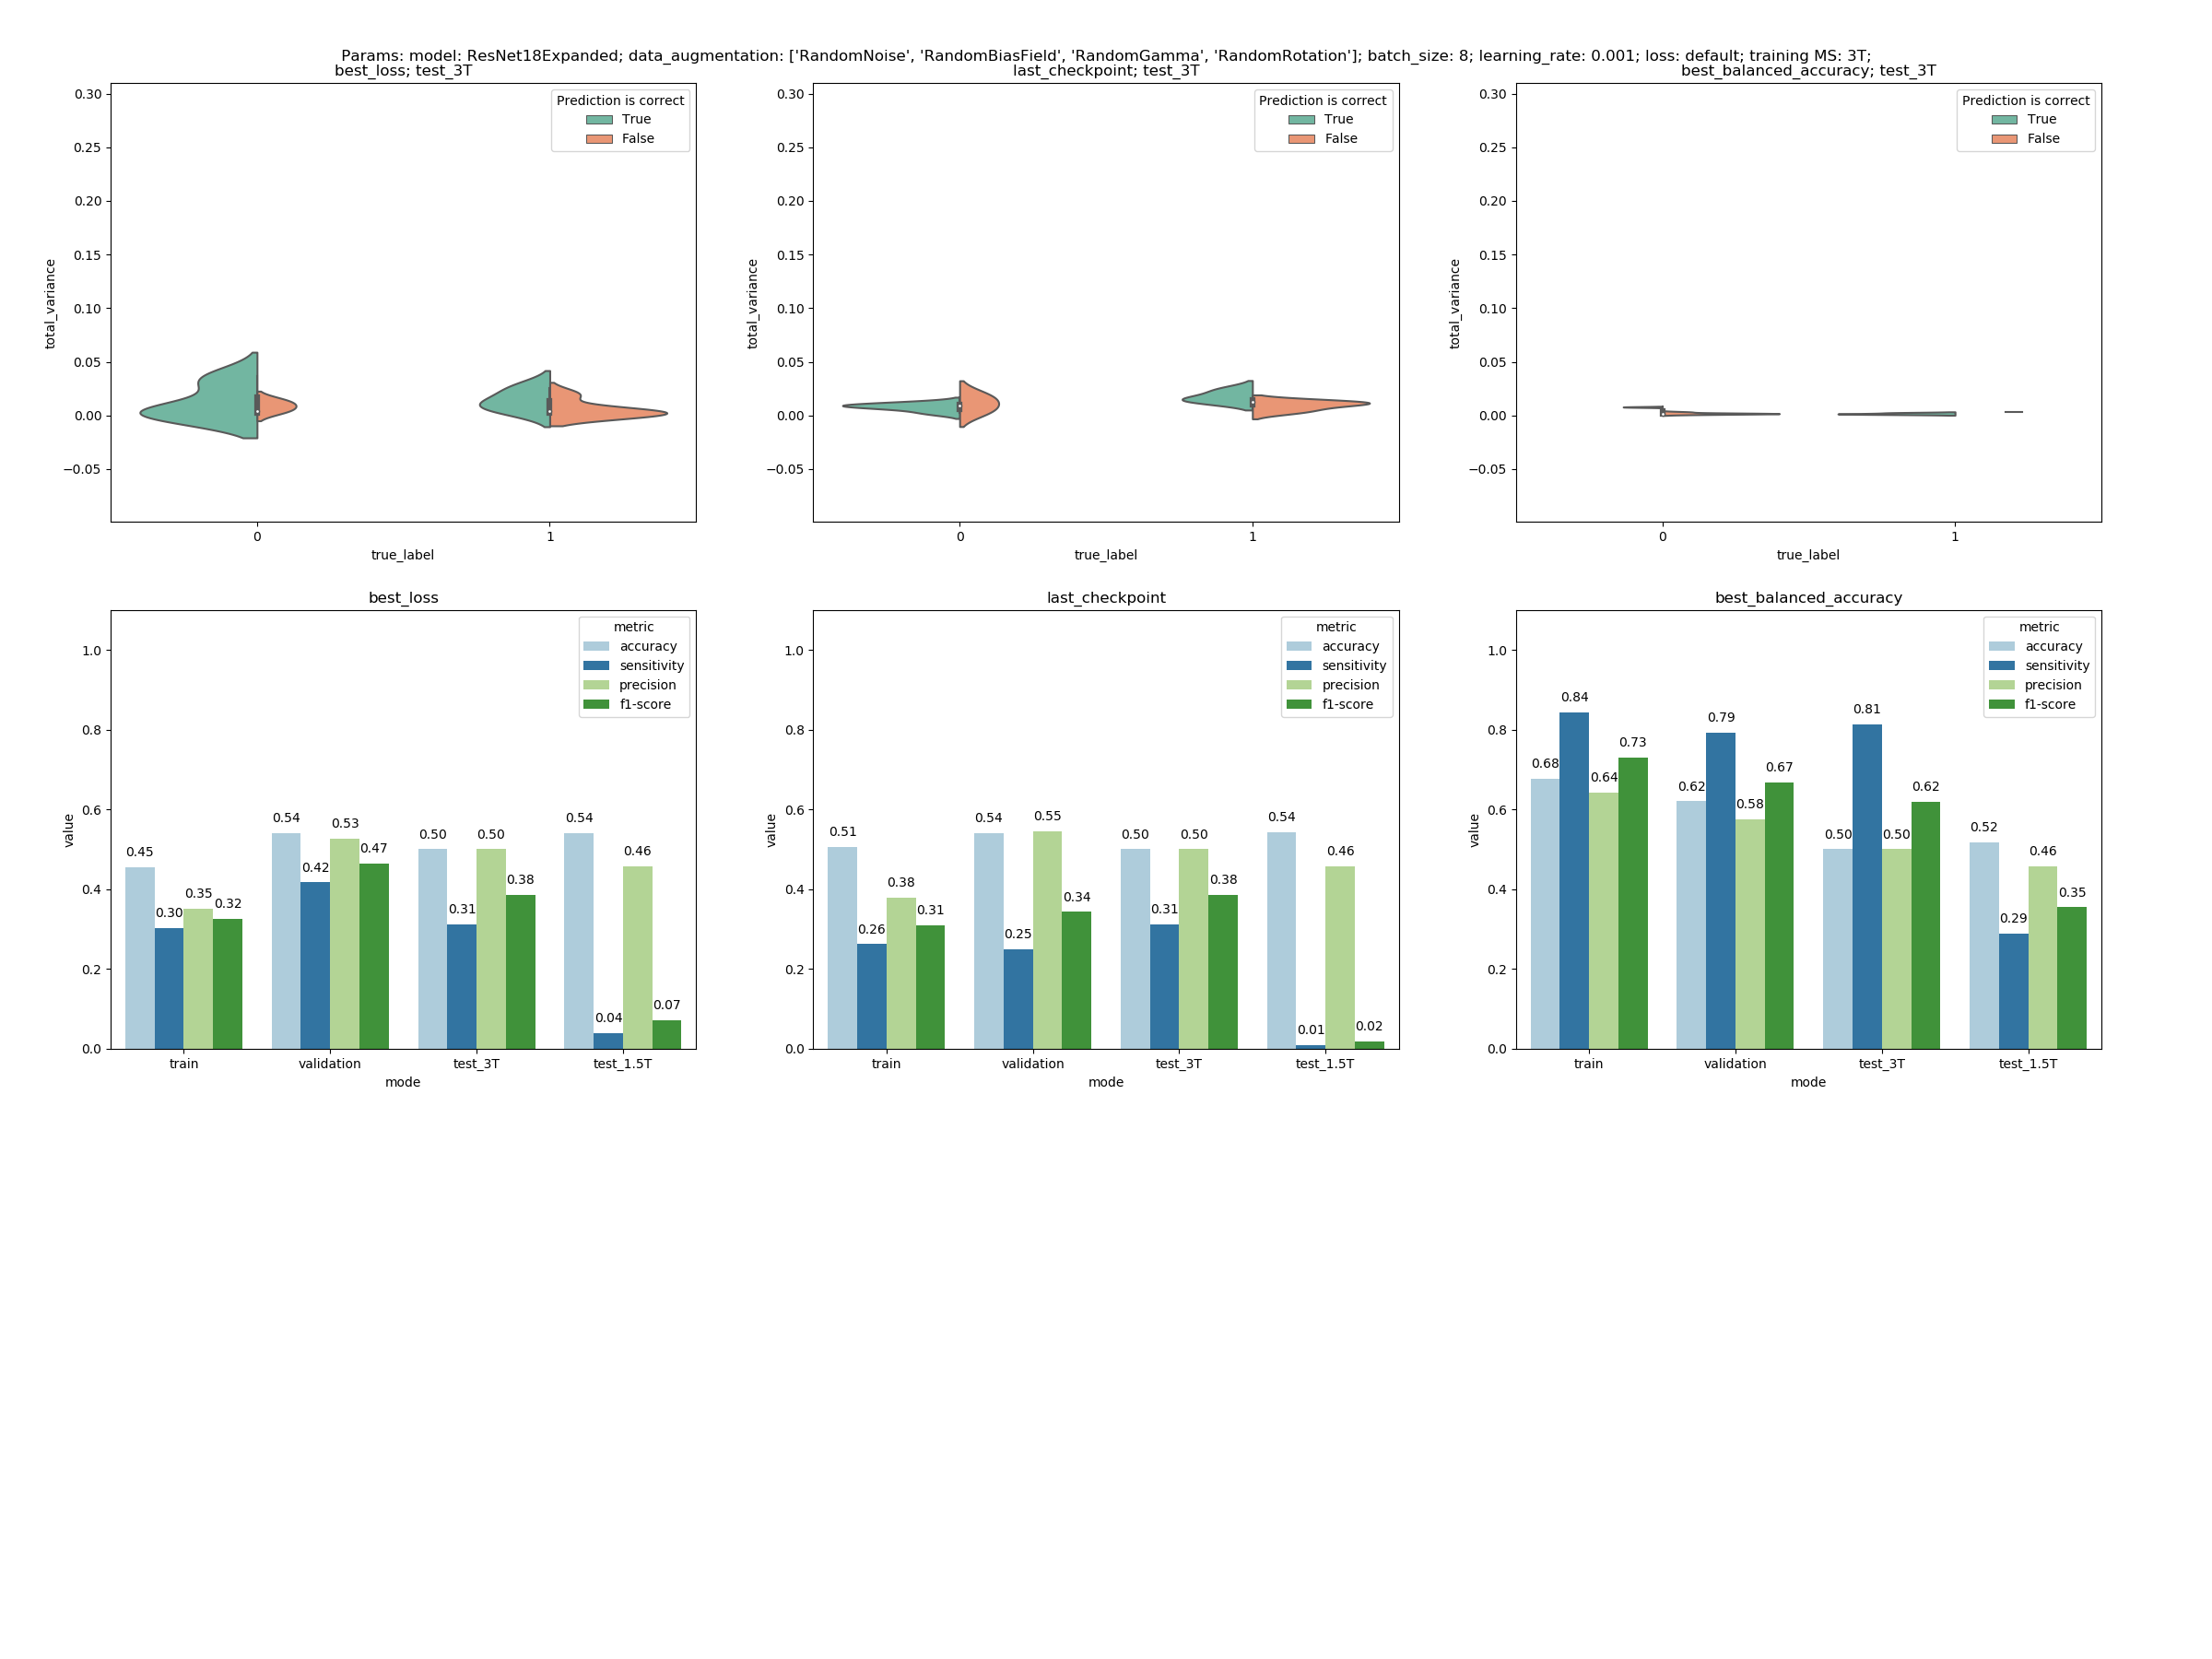 Params: model: ResNet18Expanded; data_augmentation: ['RandomNoise', 'RandomBiasField', 'RandomGamma', 'RandomRotation']; batch_size: 8; learning_rate: 0.001; loss: default; training MS: 3T;
best_loss; test_3T
Prediction is correct
True
False
0.30
0.25
0.20
0.15
0.10
0.05
0.00
−0.05
total_variance
0 1
true_label
last_checkpoint; test_3T
Prediction is correct
True
False
0.30
0.25
0.20
0.15
0.10
0.05
0.00
−0.05
total_variance
0 1
true_label
best_balanced_accuracy; test_3T
Prediction is correct
True
False
0.30
0.25
0.20
0.15
0.10
0.05
0.00
−0.05
total_variance
0 1
true_label
best_loss
metric
accuracy
sensitivity
precision
f1-score
1.0
0.8
0.6
0.4
0.2
0.0
value
0.45 0.30 0.35 0.32
0.54 0.42 0.53 0.47
0.50 0.31 0.50 0.38
0.54 0.04 0.46 0.07
train validation test_3T test_1.5T
mode
last_checkpoint
metric
accuracy
sensitivity
precision
f1-score
1.0
0.8
0.6
0.4
0.2
0.0
value
0.51 0.26 0.38 0.31
0.54 0.25 0.55 0.34
0.50 0.31 0.50 0.38
0.54 0.01 0.46 0.02
train validation test_3T test_1.5T
mode
best_balanced_accuracy
metric
accuracy
sensitivity
precision
f1-score
1.0
0.8
0.6
0.4
0.2
0.0
value
0.68 0.84 0.64 0.73
0.62 0.79 0.58 0.67
0.50 0.81 0.50 0.62
0.52 0.29 0.46 0.35
train validation test_3T test_1.5T
mode